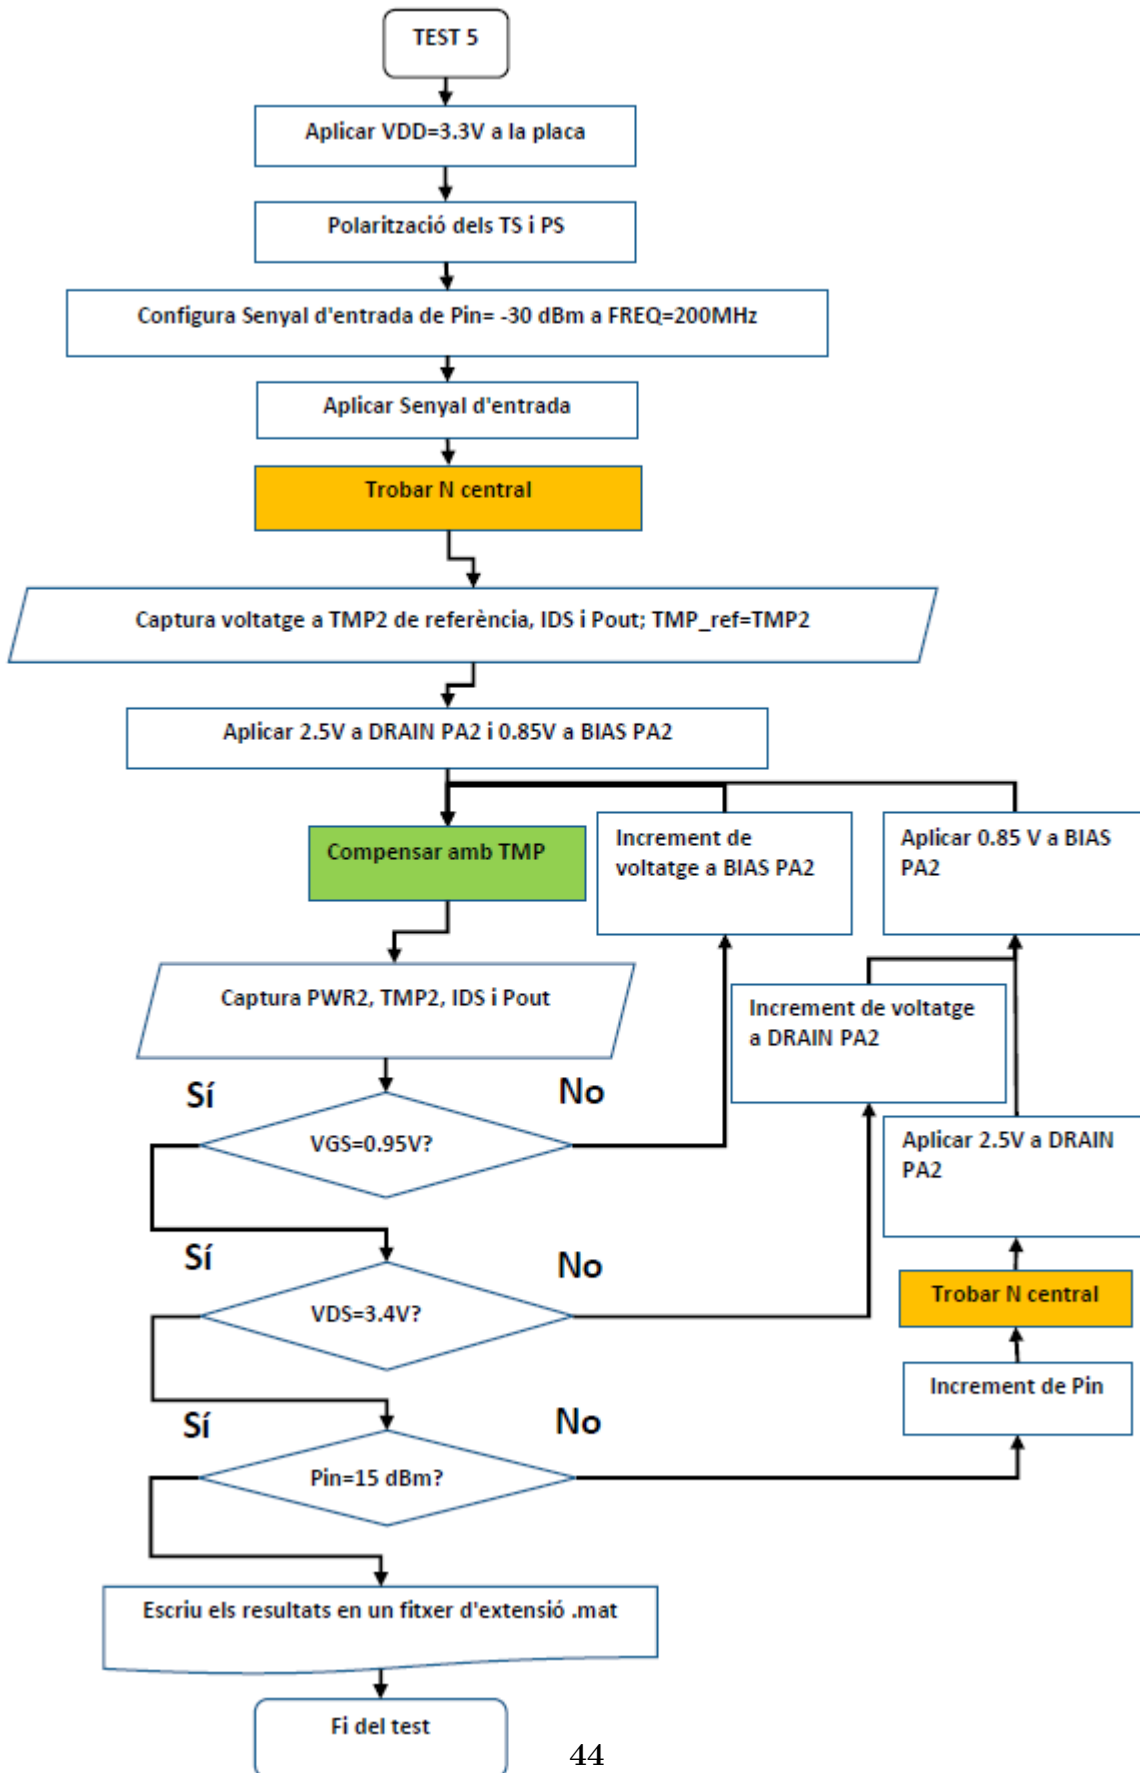 TEST 5
Aplicar VDD=3.3V a la placa
Polarització dels TS i PS
Configura Senyal d'entrada de Pin= -30 dBm a FREQ=200MHz
Aplicar Senyal d'entrada
Trobar N central
Captura voltatge a TMP2 de referència, IDS i Pout; TMP_ref=TMP2
Aplicar 2.5V a DRAIN PA2 i 0.85V a BIAS PA2
Compensar amb TMP
Increment de
voltatge a BIAS PA2
Aplicar 0.85 V a BIAS
PA2
Captura PWR2, TMP2, IDS i Pout
Increment de voltatge
a DRAIN PA2
Sí
No
VGS=0.95V?
Aplicar 2.5V a DRAIN
PA2
Sí
No
VDS=3.4V?
Trobar N central
Increment de Pin
Sí
No
Pin=15 dBm?
Escriu els resultats en un fitxer d'extensió .mat
Fi del test
44